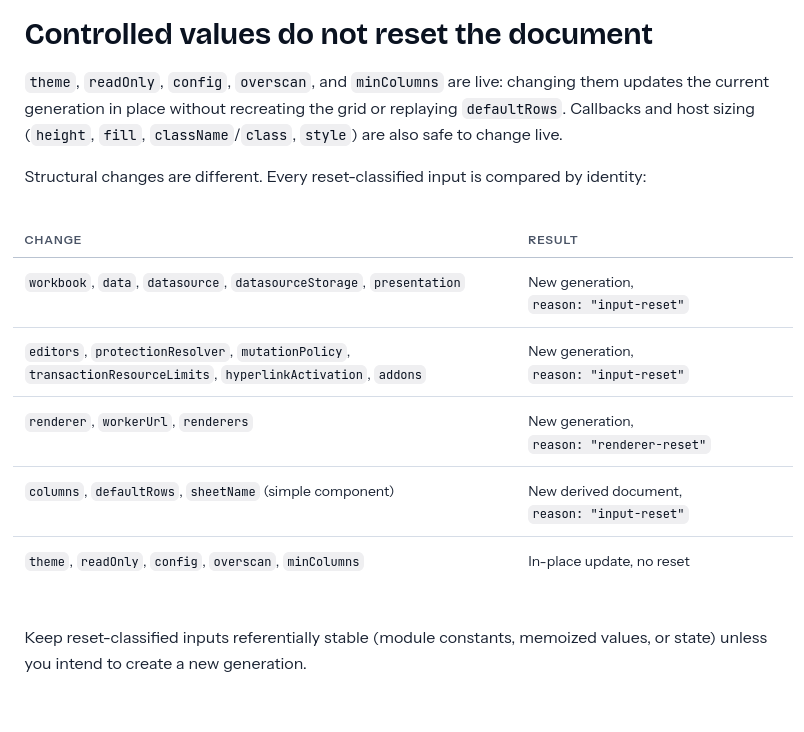 Controlled values do not reset the document
theme, readOnly, config, overscan, and minColumns are live: changing them updates the current
generation in place without recreating the grid or replaying defaultRows. Callbacks and host sizing
(height, fill, className/class, style) are also safe to change live.
Structural changes are different. Every reset-classified input is compared by identity:
CHANGE RESULT
workbook, data, datasource, datasourceStorage, presentation New generation,
reason: "input-reset"
editors, protectionResolver, mutationPolicy, New generation,
transactionResourceLimits, hyperlinkActivation, addons reason: "input-reset"
renderer, workerUrl, renderers New generation,
reason: "renderer-reset"
columns, defaultRows, sheetName (simple component) New derived document,
reason: "input-reset"
theme, readOnly, config, overscan, minColumns In-place update, no reset
Keep reset-classified inputs referentially stable (module constants, memoized values, or state) unless
you intend to create a new generation.